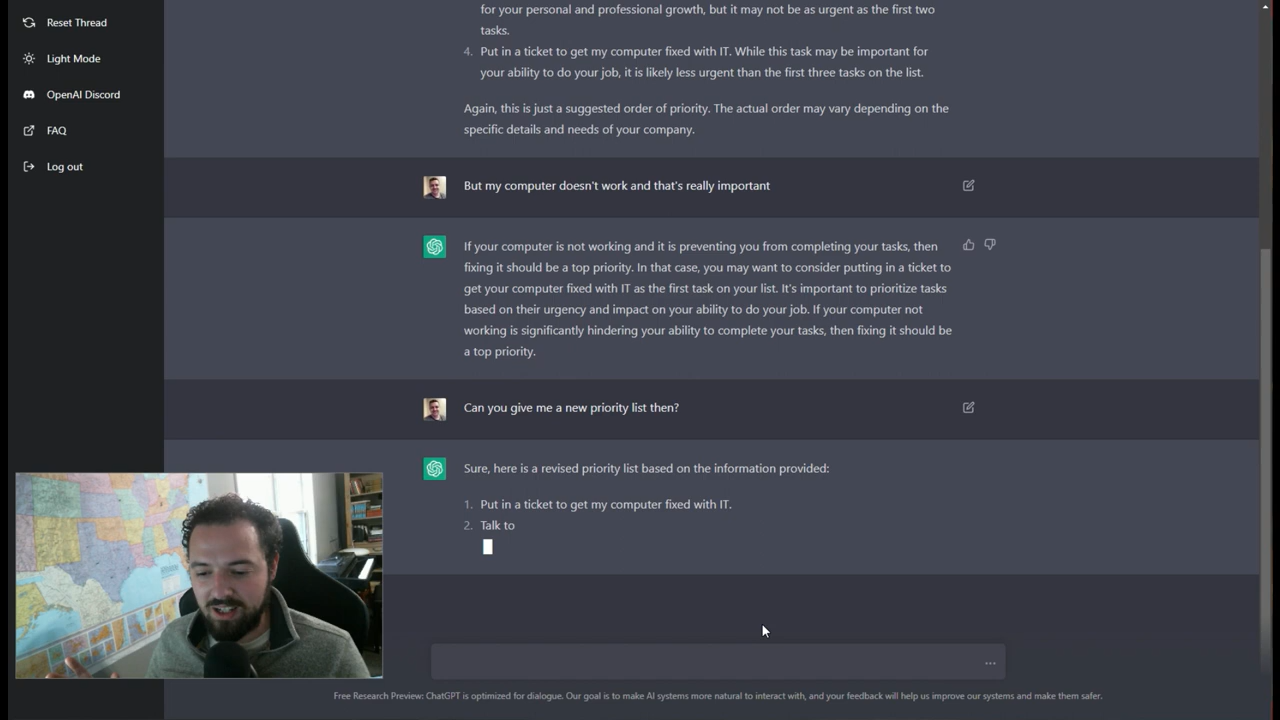 Reset Thread
Light Mode
OpenAI Discord
FAQ
Log out
for your personal and professional growth, but it may not be as urgent as the first two
tasks.
4. Put in a ticket to get my computer fixed with IT. While this task may be important for
your ability to do your job, it is likely less urgent than the first three tasks on the list.
Again, this is just a suggested order of priority. The actual order may vary depending on the
specific details and needs of your company.
But my computer doesn't work and that's really important
If your computer is not working and it is preventing you from completing your tasks, then
fixing it should be a top priority. In that case, you may want to consider putting in a ticket to
get your computer fixed with IT as the first task on your list. It's important to prioritize tasks
based on their urgency and impact on your ability to do your job. If your computer not
working is significantly hindering your ability to complete your tasks, then fixing it should be
a top priority.
Can you give me a new priority list then?
Sure, here is a revised priority list based on the information provided:
1. Put in a ticket to get my computer fixed with IT.
2. Talk to
Free Research Preview: ChatGPT is optimized for dialogue. Our goal is to make AI systems more natural to interact with, and your feedback will help us improve our systems and make them safer.